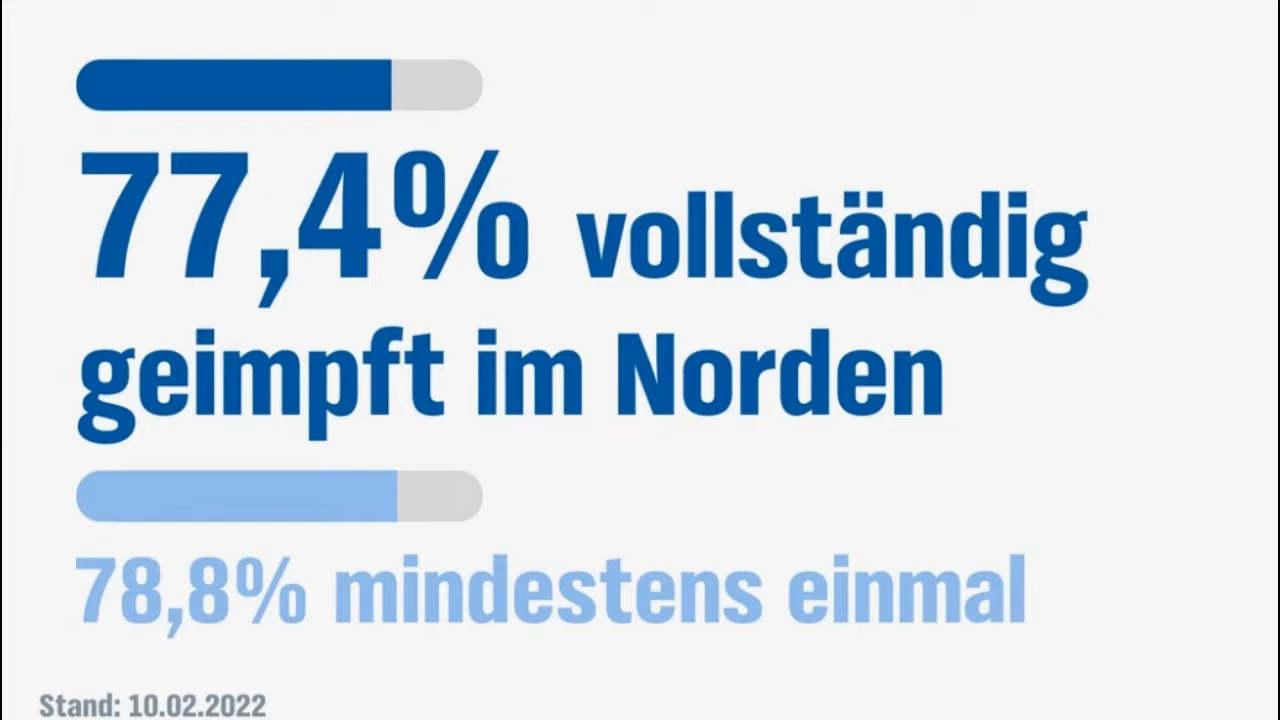 77,4% vollständig
geimpft im Norden
78,8% mindestens einmal
Stand: 10.02.2022